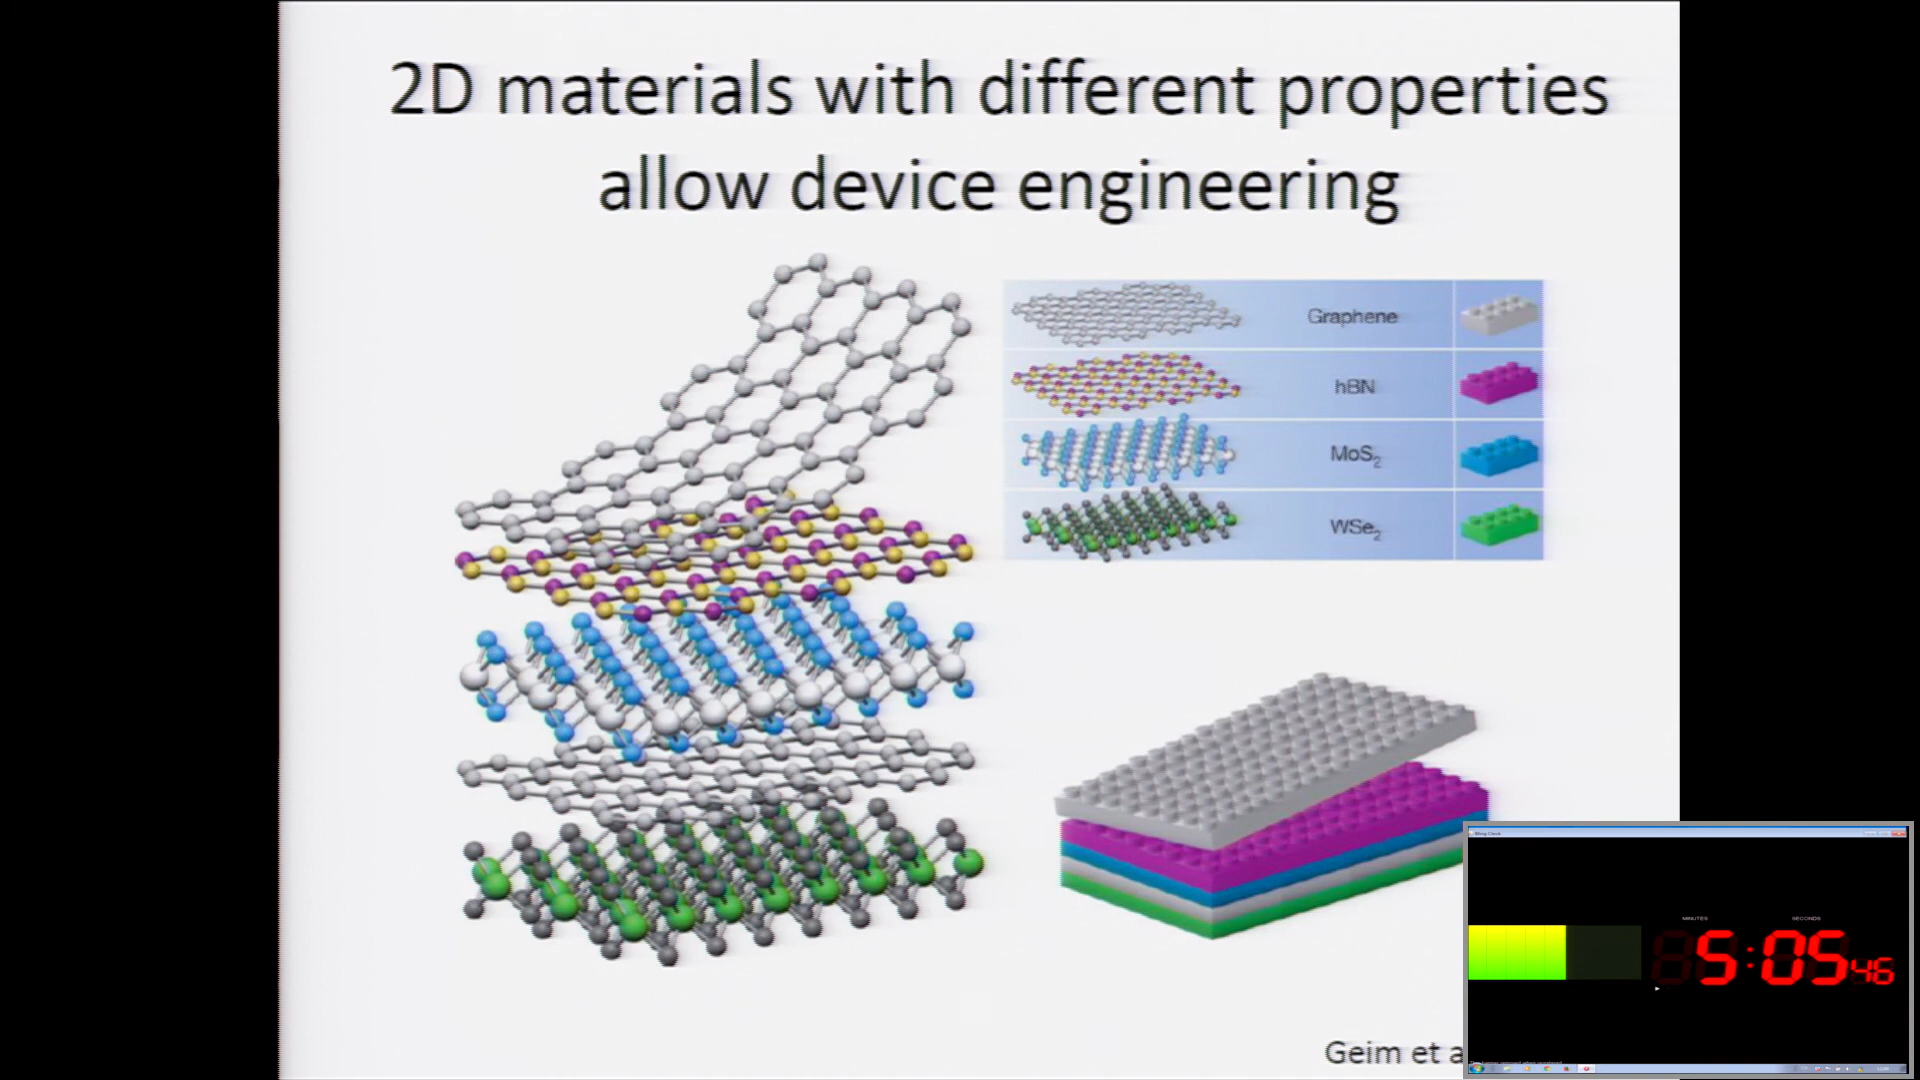 2D materials with different properties
allow device engineering
Graphene
hBN
MoS2
WSe2
Geim et a
MINUTES
SECONDS
5:05 46